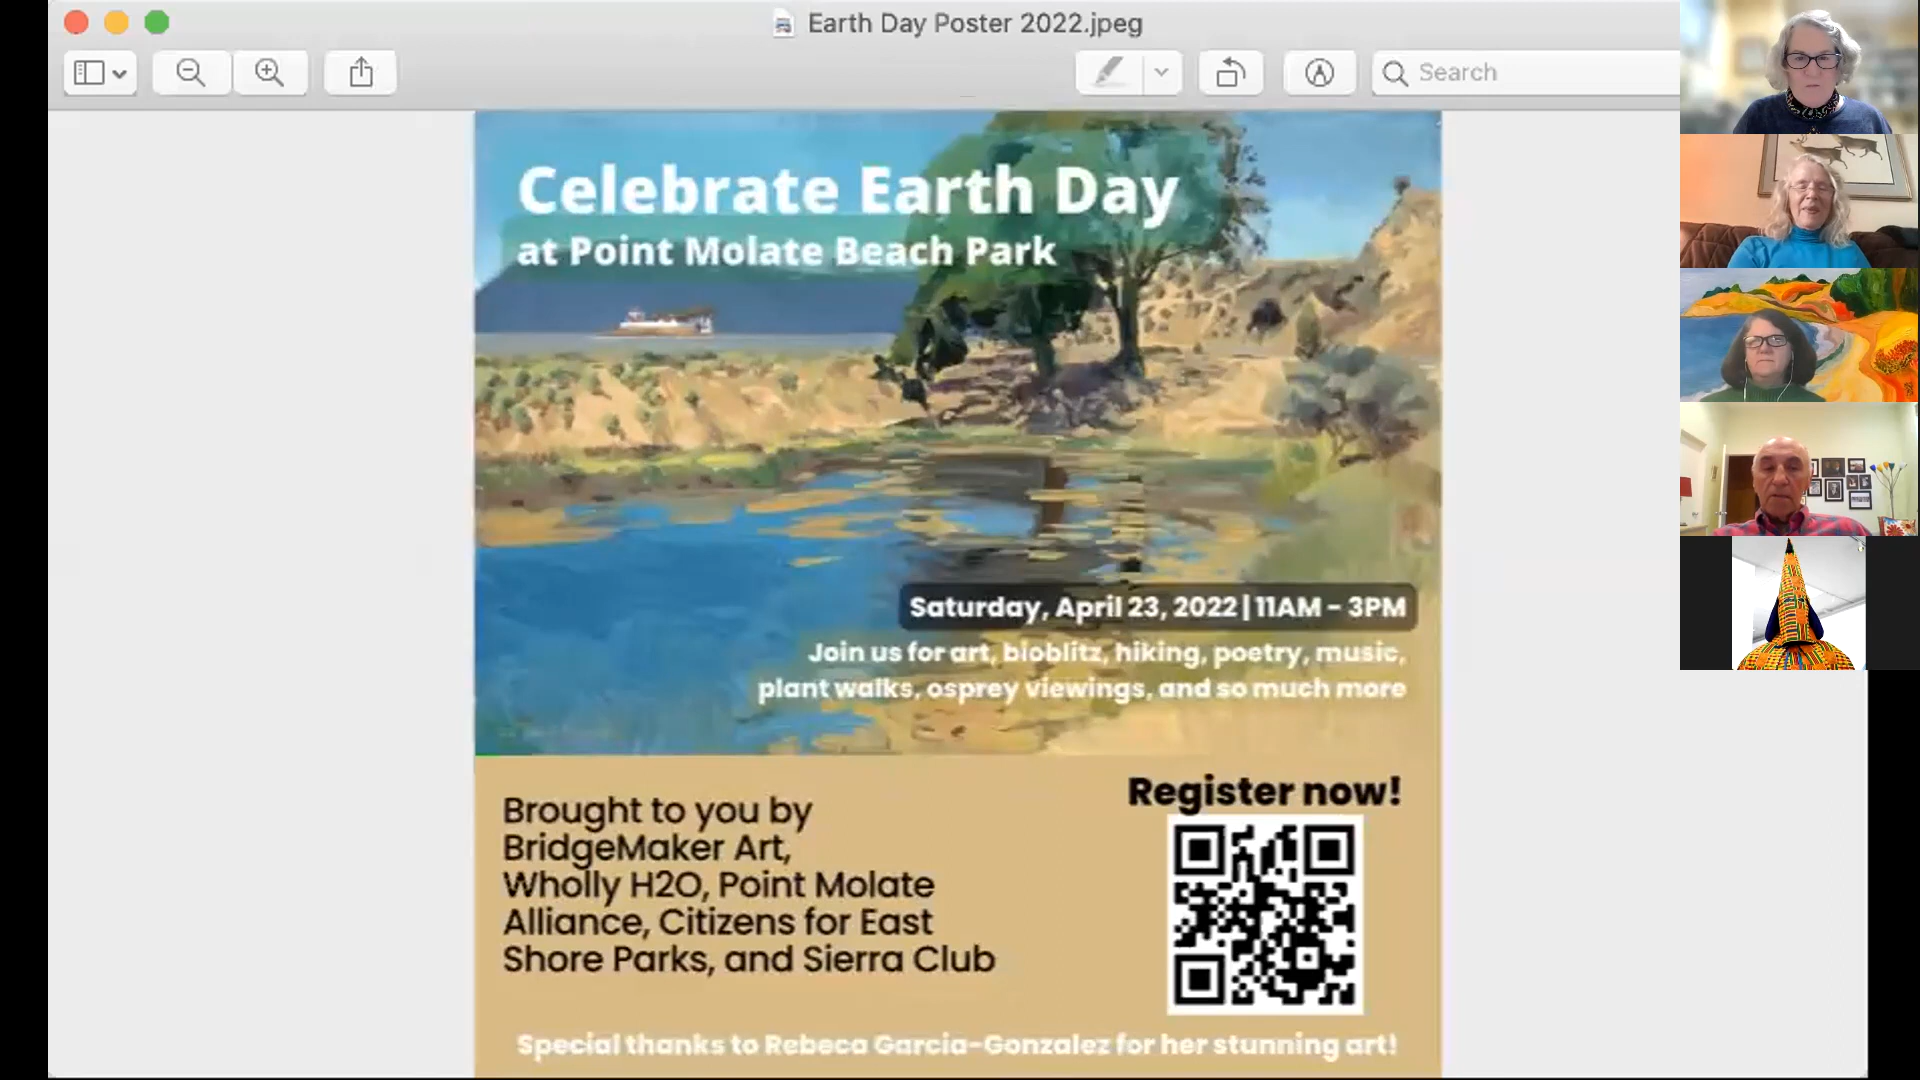 Earth Day Poster 2022.jpeg
Search
Celebrate Earth Day
at Point Molate Beach Park
Saturday, April 23, 2022 | 11AM - 3PM
Join us for art, bioblitz, hiking, poetry, music,
plant walks, osprey viewings, and so much more
Register now!
Brought to you by
BridgeMaker Art,
Wholly H2O, Point Molate
Alliance, Citizens for East
Shore Parks, and Sierra Club
Special thanks to Rebeca Garcia-Gonzalez for her stunning art!